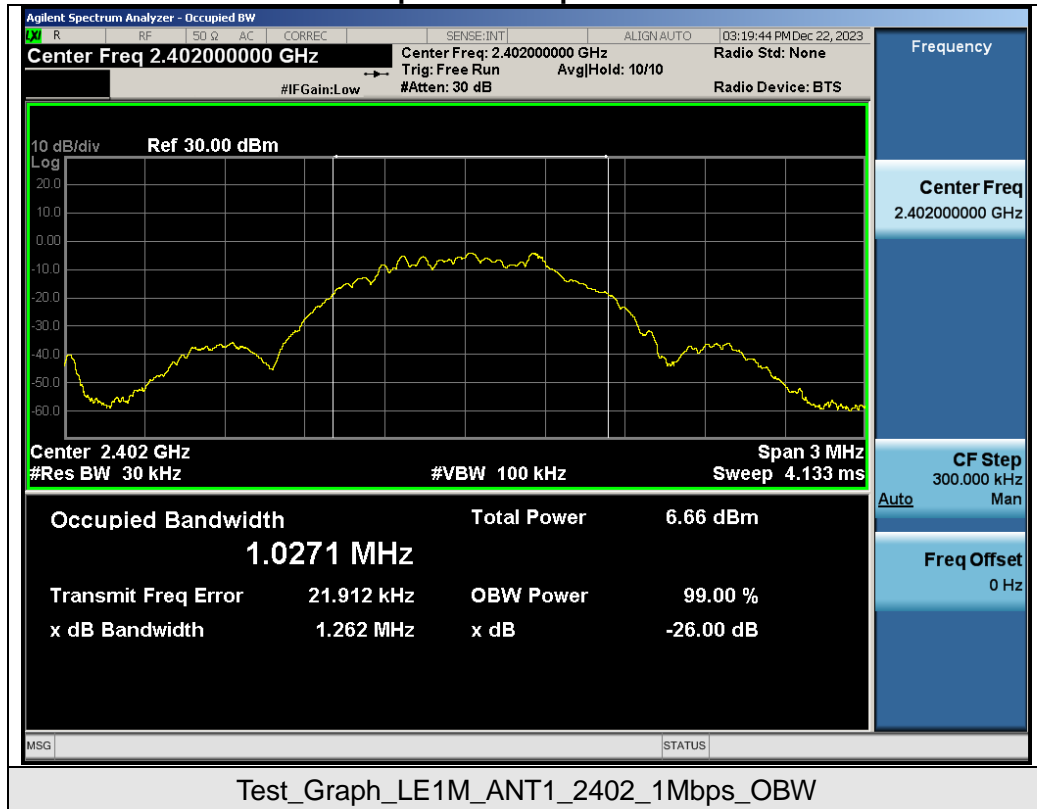 Agilent Spectrum Analyzer - Occupied BW
LXI R RF 50 Ω AC CORREC SENSE:INT ALIGN AUTO 03:19:44 PM Dec 22, 2023
Center Freq 2.402000000 GHz
Center Freq: 2.402000000 GHz
Radio Std: None
Trig: Free Run Avg|Hold: 10/10
#IFGain:Low
#Atten: 30 dB
Radio Device: BTS
10 dB/div Ref 30.00 dBm
Log
20.0
10.0
0.00
-10.0
-20.0
-30.0
-40.0
-50.0
-60.0
Center 2.402 GHz Span 3 MHz
#Res BW 30 kHz #VBW 100 kHz Sweep 4.133 ms
Occupied Bandwidth Total Power 6.66 dBm
1.0271 MHz
Transmit Freq Error 21.912 kHz OBW Power 99.00 %
x dB Bandwidth 1.262 MHz x dB -26.00 dB
MSG STATUS
Frequency
Center Freq
2.402000000 GHz
CF Step
300.000 kHz
Auto Man
Freq Offset
0 Hz
Test_Graph_LE1M_ANT1_2402_1Mbps_OBW